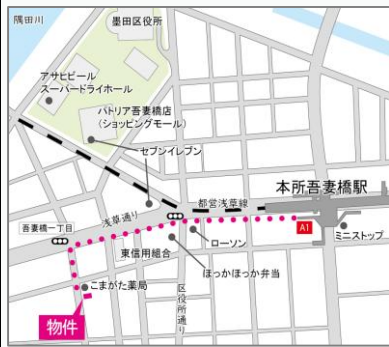 隅田川
墨田区役所
アサヒビール
スーパードライホール
パトリア吾妻橋店
(ショッピングモール)
セブンイレブン
本所吾妻橋駅
都営浅草線
浅草通り
吾妻橋一丁目
A1
ミニストップ
ローソン
東信用組合
ほっかほっか弁当
区役所通り
こまがた薬局
物件